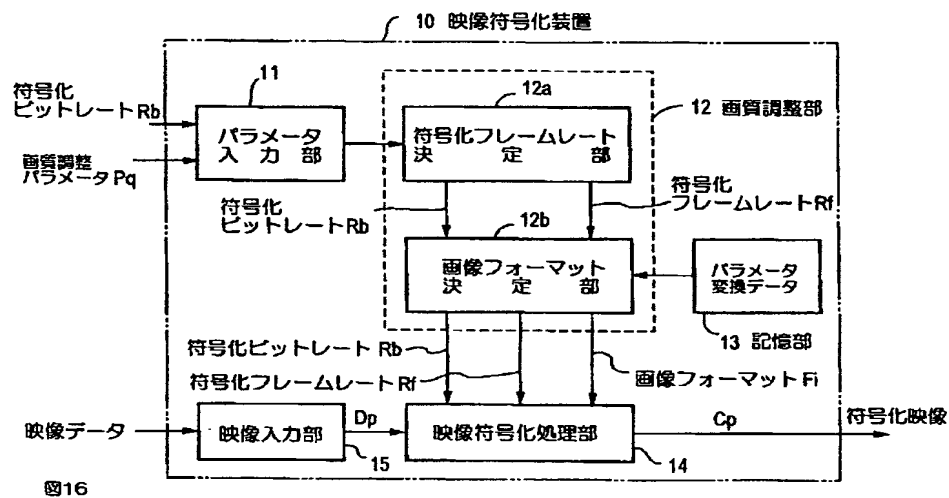 10 映像符号化装置
11
符号化
ビットレートRb
パラメータ
入力部
画質調整
パラメータPq
12a
符号化フレームレート
決定部
12 画質調整部
符号化
ビットレートRb
符号化
フレームレートRf
12b
画像フォーマット
決定部
パラメータ
変換データ
13 記憶部
符号化ビットレート Rb
符号化フレームレートRf
画像フォーマット Fi
映像データ
映像入力部
15
Dp
映像符号化処理部
14
Cp
符号化映像
図16